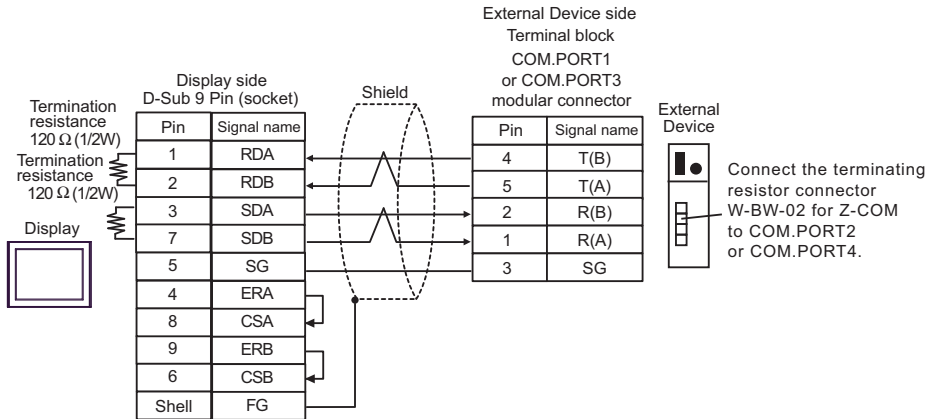 External Device side
Terminal block
COM.PORT1
or COM.PORT3
modular connector
Display side
D-Sub 9 Pin (socket)
Shield
External
Device
Termination
resistance
120 Ω (1/2W)
Termination
resistance
120 Ω (1/2W)
Display
Pin Signal name
1 RDA
2 RDB
3 SDA
7 SDB
5 SG
4 ERA
8 CSA
9 ERB
6 CSB
Shell FG
Pin Signal name
4 T(B)
5 T(A)
2 R(B)
1 R(A)
3 SG
Connect the terminating
resistor connector
W-BW-02 for Z-COM
to COM.PORT2
or COM.PORT4.